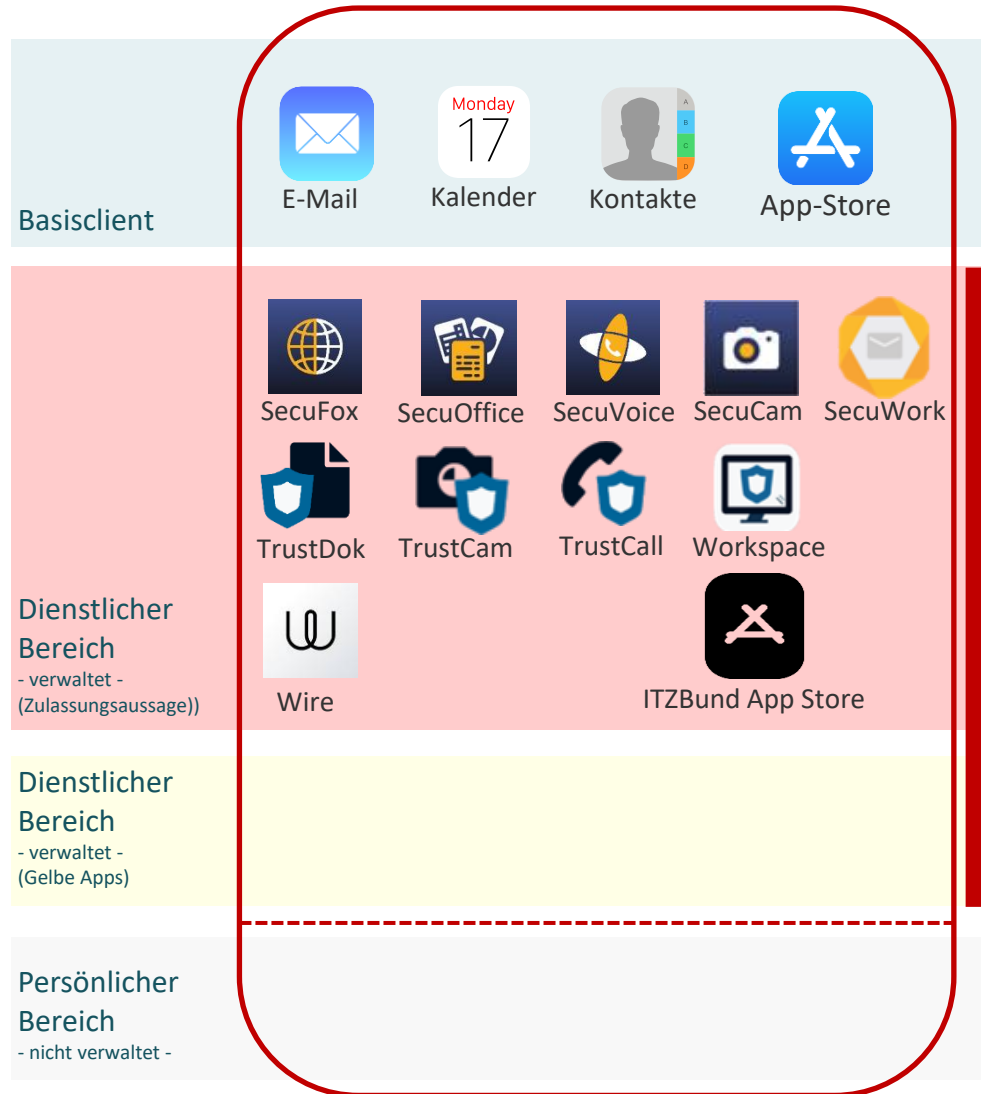 Monday
17
A
B
C
D
E-Mail
Kalender
Kontakte
App-Store
Basisclient
SecuFox
SecuOffice
SecuVoice
SecuCam
SecuWork
TrustDok
TrustCam
TrustCall
Workspace
Dienstlicher
Bereich
- verwaltet -
(Zulassungsaussage))
Wire
ITZBund App Store
Dienstlicher
Bereich
- verwaltet -
(Gelbe Apps)
Persönlicher
Bereich
- nicht verwaltet -